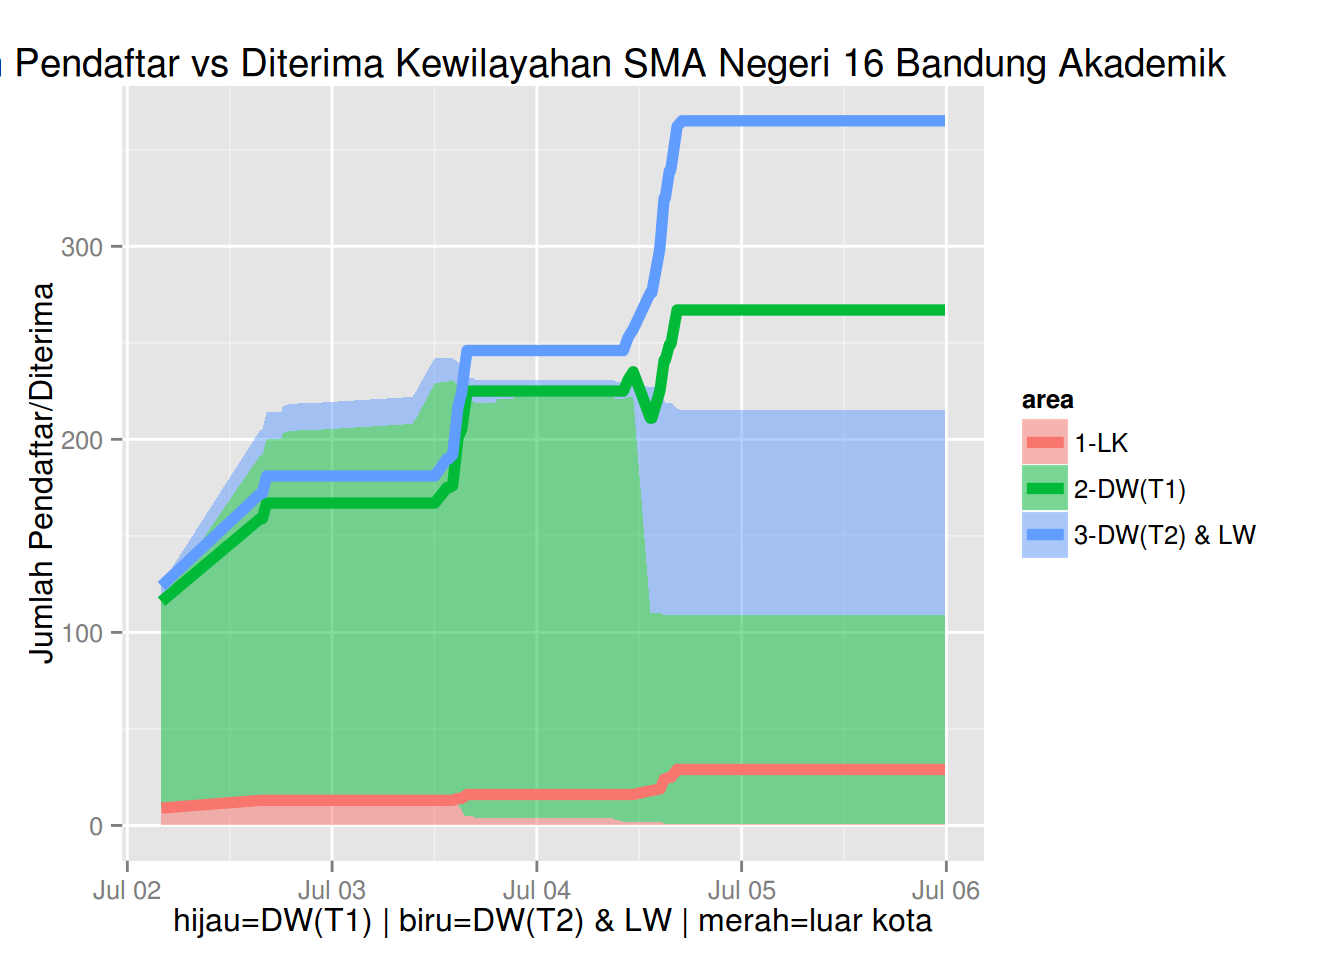 Pendaftar vs Diterima Kewilayahan SMA Negeri 16 Bandung Akademik
Jumlah Pendaftar/Diterima
300
200
100
0
Jul 02
Jul 03
Jul 04
Jul 05
Jul 06
hijau=DW(T1) | biru=DW(T2) & LW | merah=luar kota
area
1-LK
2-DW(T1)
3-DW(T2) & LW